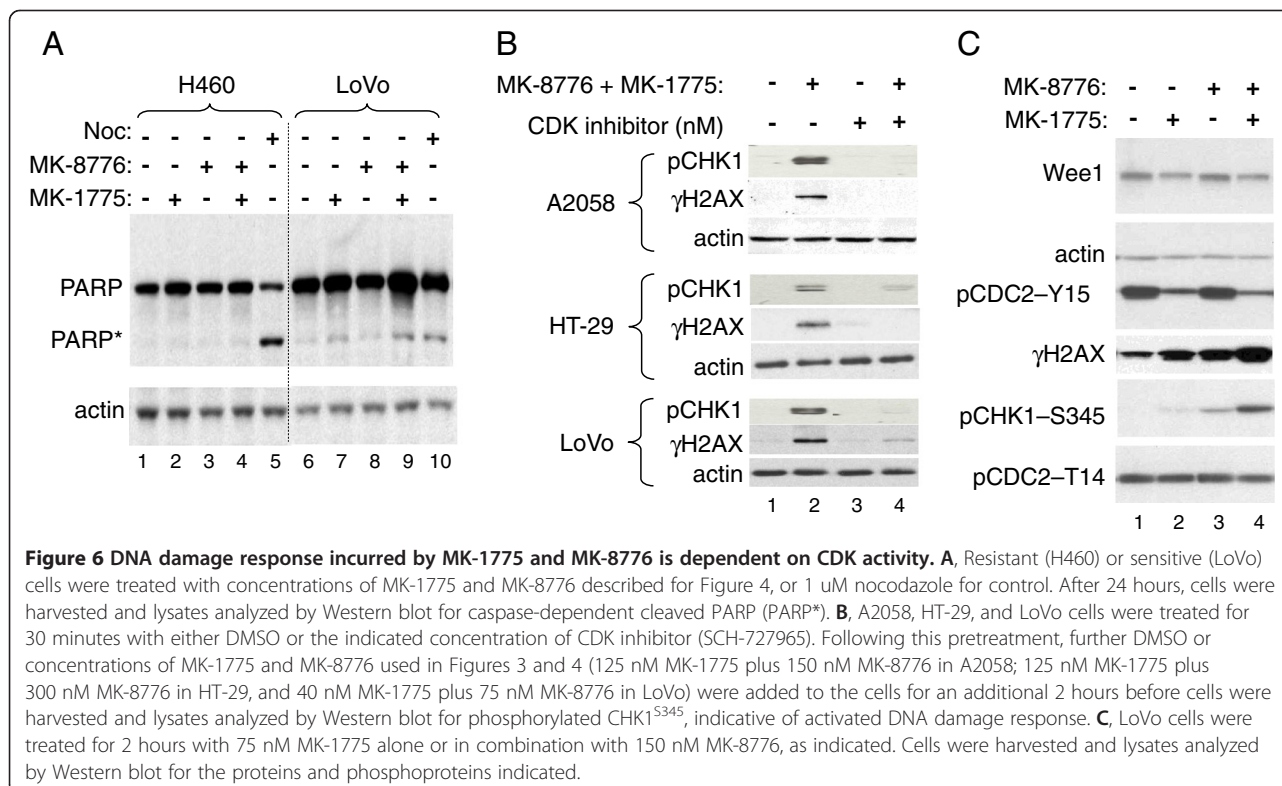 A
H460 LoVo
Noc: - - - - + - - - - +
MK-8776: - - + + - - - + + -
MK-1775: - + - + - - + - + -
PARP
PARP*
actin
1 2 3 4 5 6 7 8 9 10
B
MK-8776 + MK-1775: - + - +
CDK inhibitor (nM) - - + +
A2058
pCHK1
γH2AX
actin
HT-29
pCHK1
γH2AX
actin
LoVo
pCHK1
γH2AX
actin
1 2 3 4
C
MK-8776: - - + +
MK-1775: - + - +
Wee1
actin
pCDC2–Y15
γH2AX
pCHK1–S345
pCDC2–T14
1 2 3 4
Figure 6 DNA damage response incurred by MK-1775 and MK-8776 is dependent on CDK activity. A, Resistant (H460) or sensitive (LoVo)
cells were treated with concentrations of MK-1775 and MK-8776 described for Figure 4, or 1 uM nocodazole for control. After 24 hours, cells were
harvested and lysates analyzed by Western blot for caspase-dependent cleaved PARP (PARP*). B, A2058, HT-29, and LoVo cells were treated for
30 minutes with either DMSO or the indicated concentration of CDK inhibitor (SCH-727965). Following this pretreatment, further DMSO or
concentrations of MK-1775 and MK-8776 used in Figures 3 and 4 (125 nM MK-1775 plus 150 nM MK-8776 in A2058; 125 nM MK-1775 plus
300 nM MK-8776 in HT-29, and 40 nM MK-1775 plus 75 nM MK-8776 in LoVo) were added to the cells for an additional 2 hours before cells were
harvested and lysates analyzed by Western blot for phosphorylated CHK1S345, indicative of activated DNA damage response. C, LoVo cells were
treated for 2 hours with 75 nM MK-1775 alone or in combination with 150 nM MK-8776, as indicated. Cells were harvested and lysates analyzed
by Western blot for the proteins and phosphoproteins indicated.